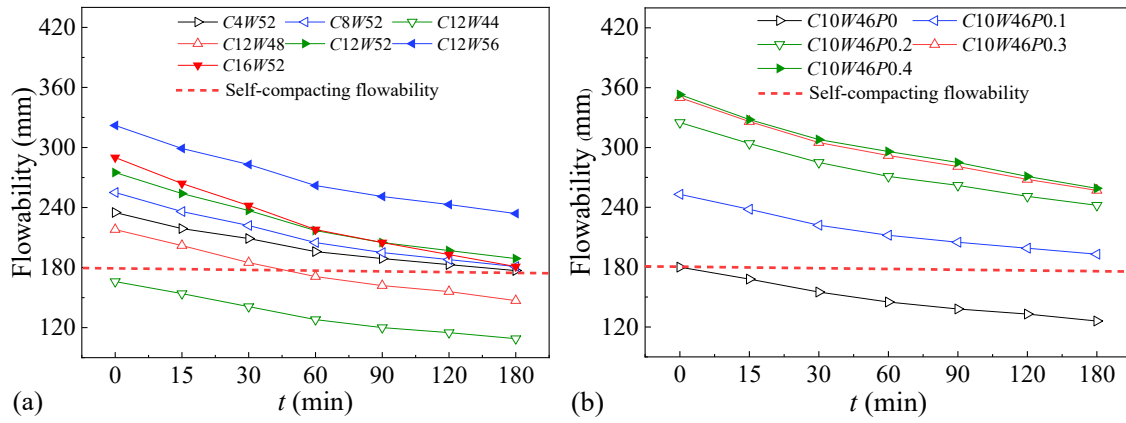 C4W52 C8W52 C12W44
C12W48 C12W52 C12W56
C16W52
Self-compacting flowability
420
360
300
240
180
120
Flowability (mm)
0 15 30 60 90 120 180
t (min)
(a)
C10W46P0 C10W46P0.1
C10W46P0.2 C10W46P0.3
C10W46P0.4
Self-compacting flowability
420
360
300
240
180
120
Flowability (mm)
0 15 30 60 90 120 180
t (min)
(b)